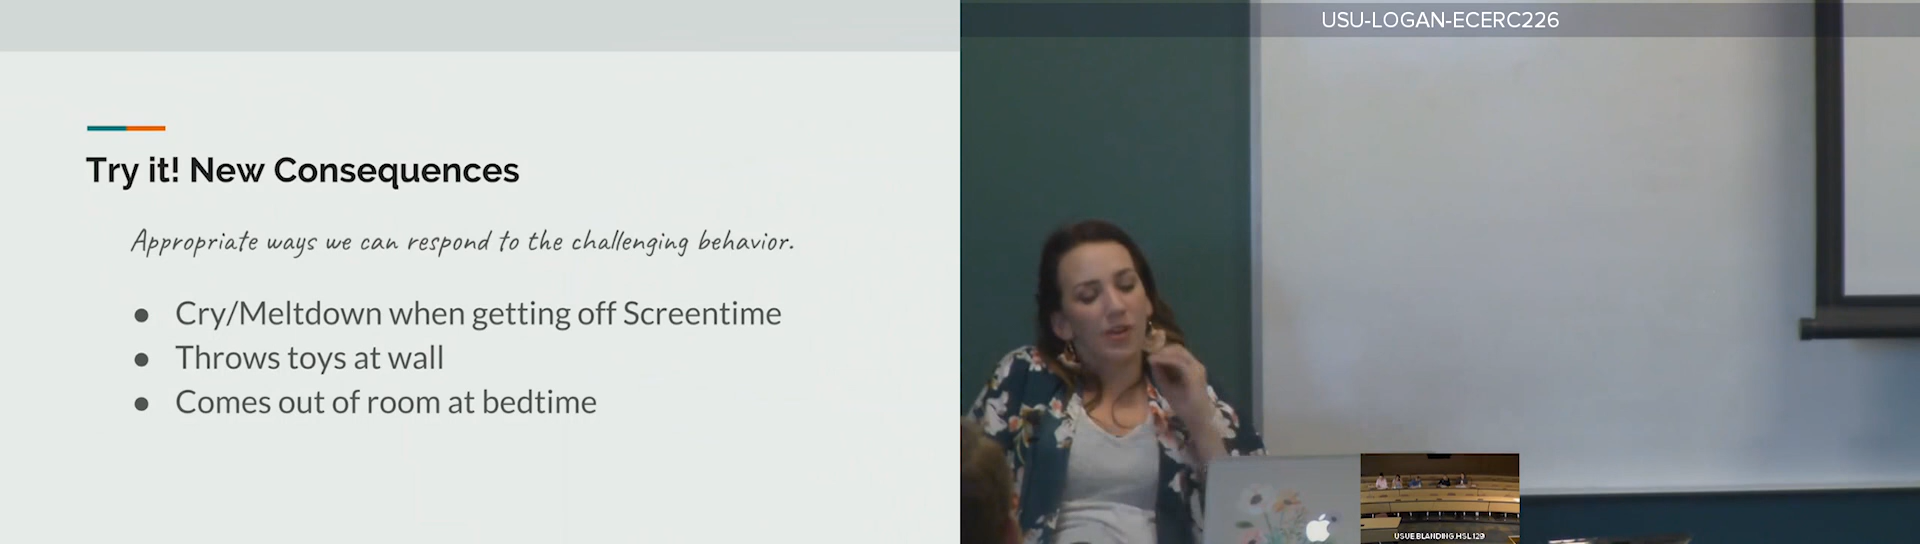 Try it! New Consequences
Appropriate ways we can respond to the challenging behavior.
● Cry/Meltdown when getting off Screentime
● Throws toys at wall
● Comes out of room at bedtime
USU-LOGAN-ECERC226
USUE.BLANDING.HSL.129